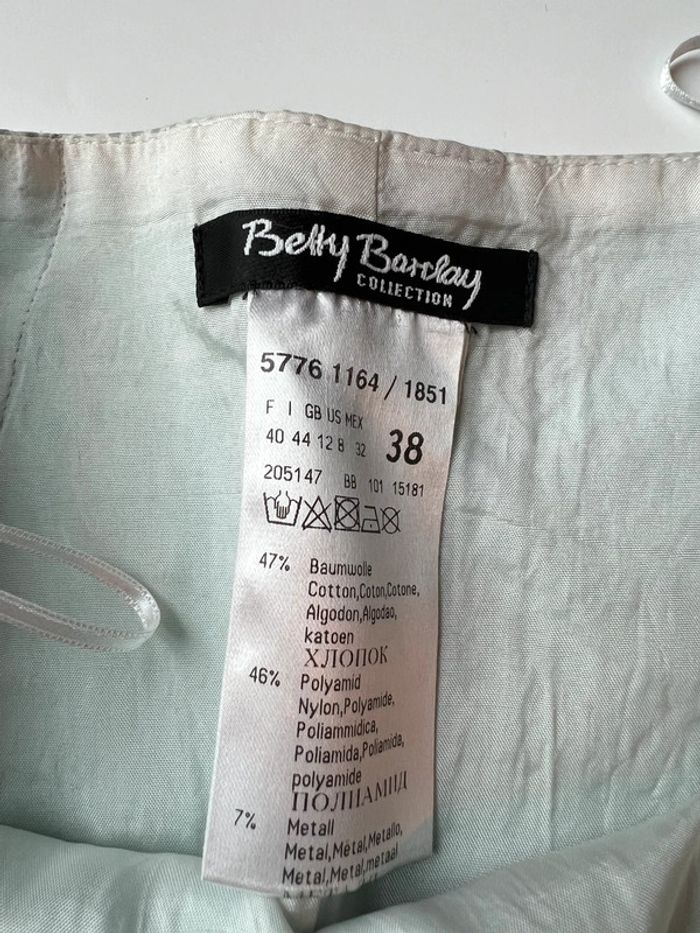 Betty Barclay
COLLECTION
5776 1164 / 1851
F I GB US MEX
40 44 12 8 32 38
205147 BB 101 15181
47% Baumwolle
Cotton,Coton,Cotone,
Algodon,Algodao,
katoen
ХЛОПОК
46% Polyamid
Nylon,Polyamide,
Poliammidica,
Poliamida,Poliamida,
polyamide
ПОЛИАМИД
7% Metall
Metal,Métal,Metallo,
Metal,Metal,metaal